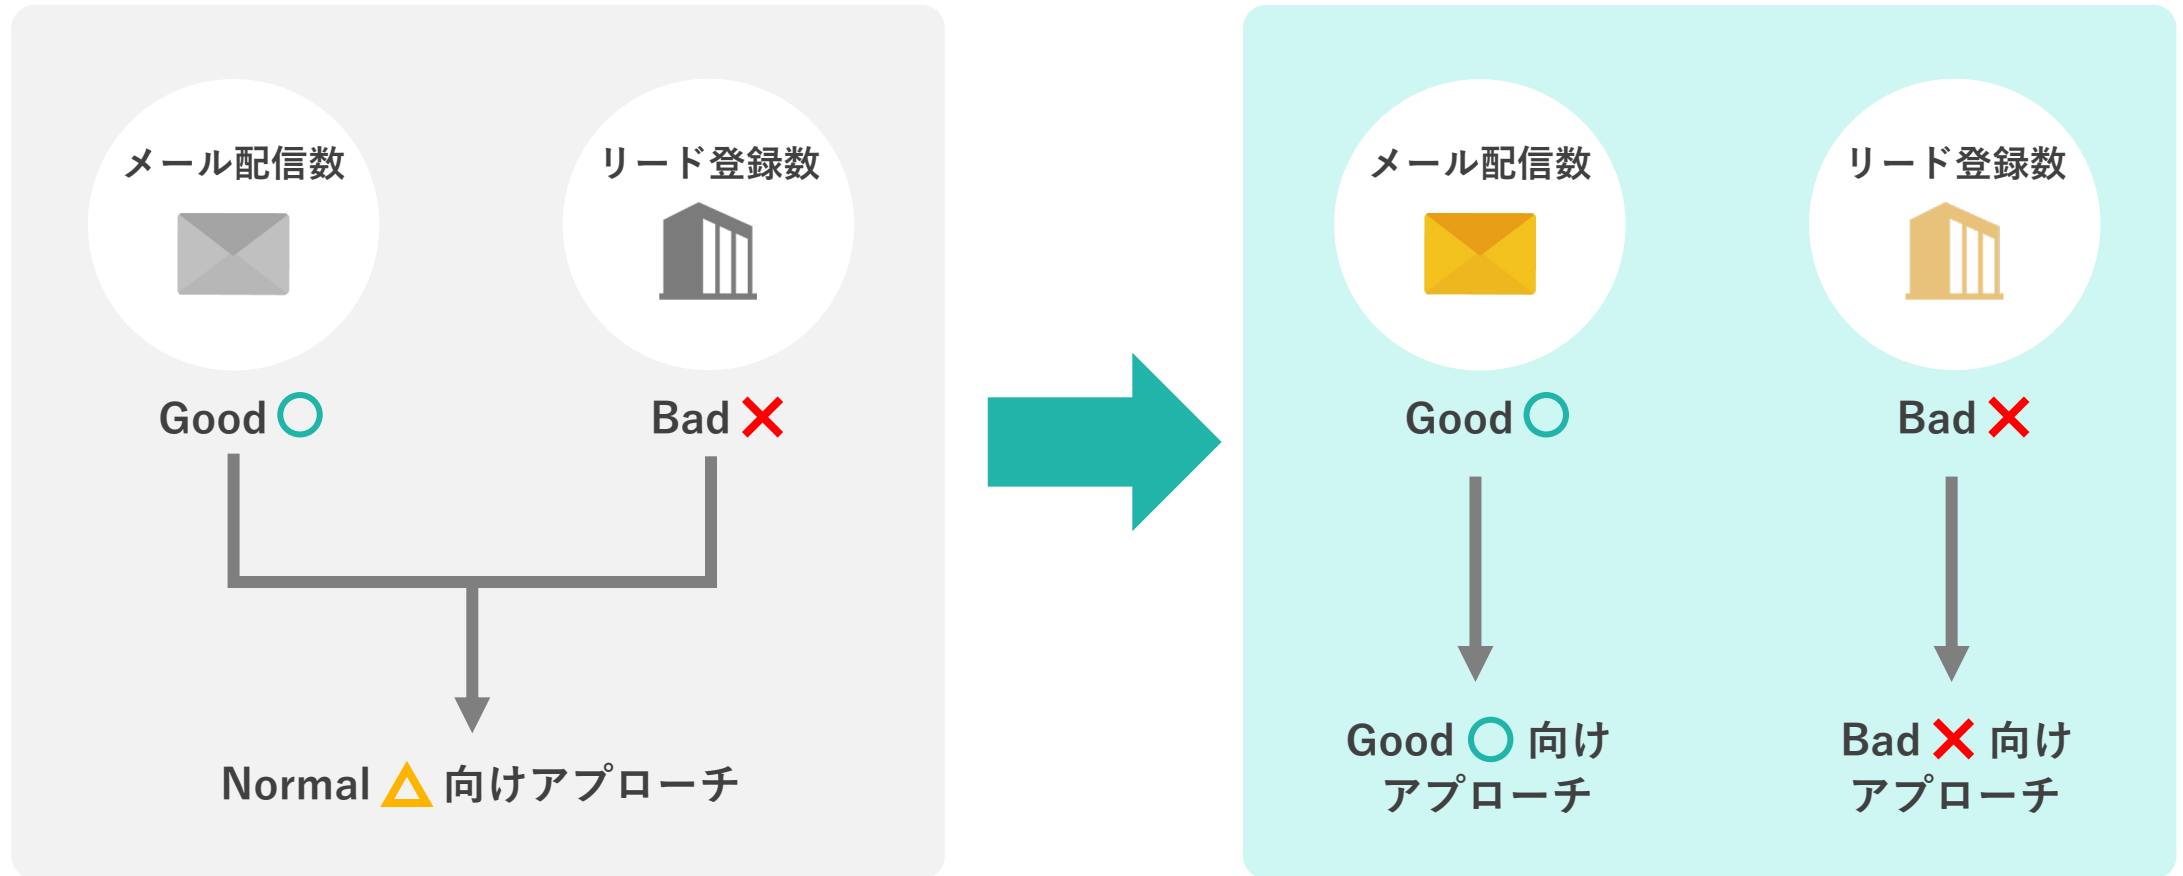 メール配信数
リード登録数
Good
Bad
Normal 向けアプローチ
メール配信数
リード登録数
Good
Bad
Good 向け
アプローチ
Bad 向け
アプローチ